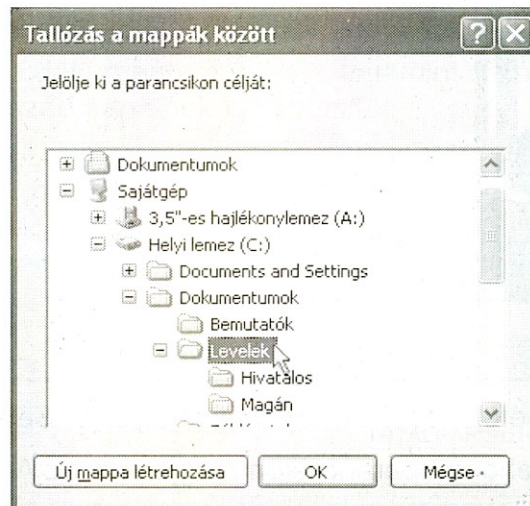 Tallózás a mappák között
Jelölje ki a parancsikon célját:
Dokumentumok
Sajátgép
3,5"-es hajlékonylemez (A:)
Helyi lemez (C:)
Documents and Settings
Dokumentumok
Bemutatók
Levelek
Hivatalos
Magán
Új mappa létrehozása
OK
Mégse